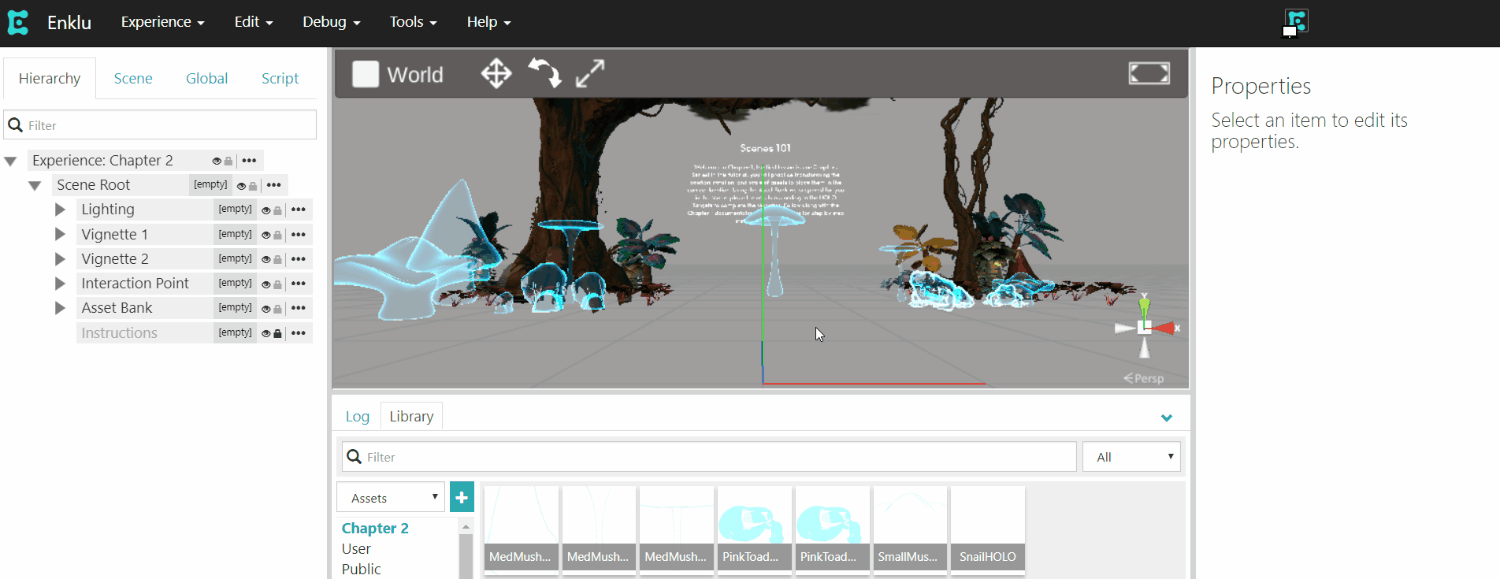 Enklu Experience Edit Debug Tools Help
Hierarchy Scene Global Script
Filter
Experience: Chapter 2
Scene Root [empty]
Lighting [empty]
Vignette 1 [empty]
Vignette 2 [empty]
Interaction Point [empty]
Asset Bank [empty]
Instructions [empty]
World
Scenes 101
Y
X
Persp
Log Library
Filter All
Assets
Chapter 2
User
Public
MedMush... MedMush... MedMush... PinkToad... PinkToad... SmallMus... SnailHOLO
Properties
Select an item to edit its
properties.